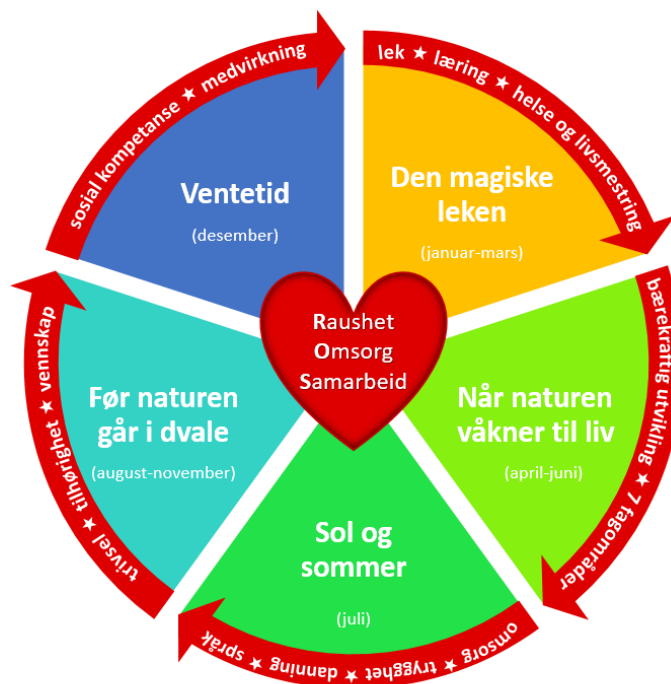 lek ★ læring ★ helse og livsmestring
Den magiske
leken
(januar-mars)
bærekraftig utvikling ★ 7 fagområder
Når naturen
våkner til liv
(april-juni)
omsorg ★ trygghet ★ danning ★ språk
Sol og
sommer
(juli)
trivsel ★ tilhørighet ★ vennskap
Før naturen
går i dvale
(august-november)
sosial kompetanse ★ medvirkning
Ventetid
(desember)
Raushet
Omsorg
Samarbeid